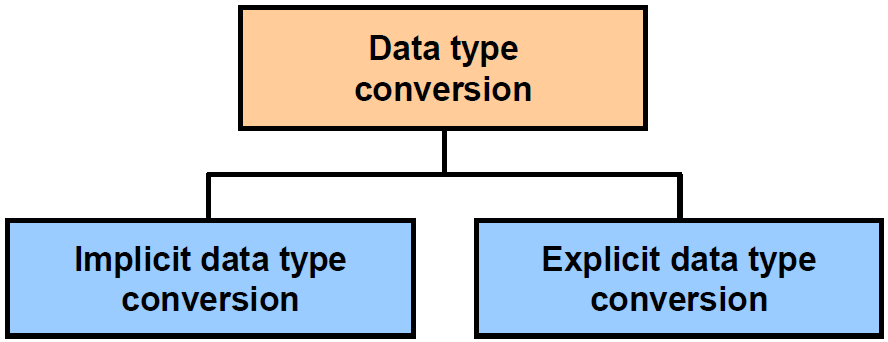 Data type
conversion
Implicit data type
conversion
Explicit data type
conversion